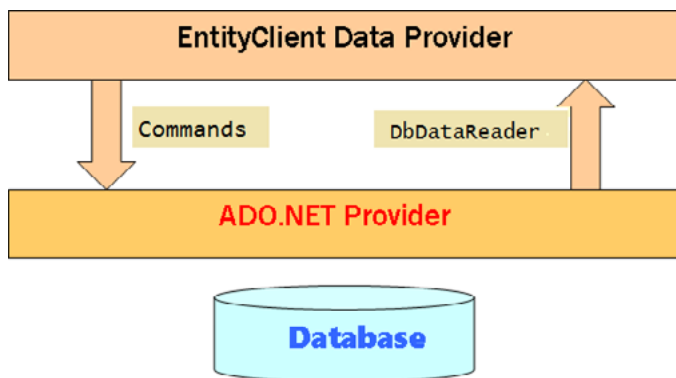 EntityClient Data Provider
Commands
DbDataReader
ADO.NET Provider
Database